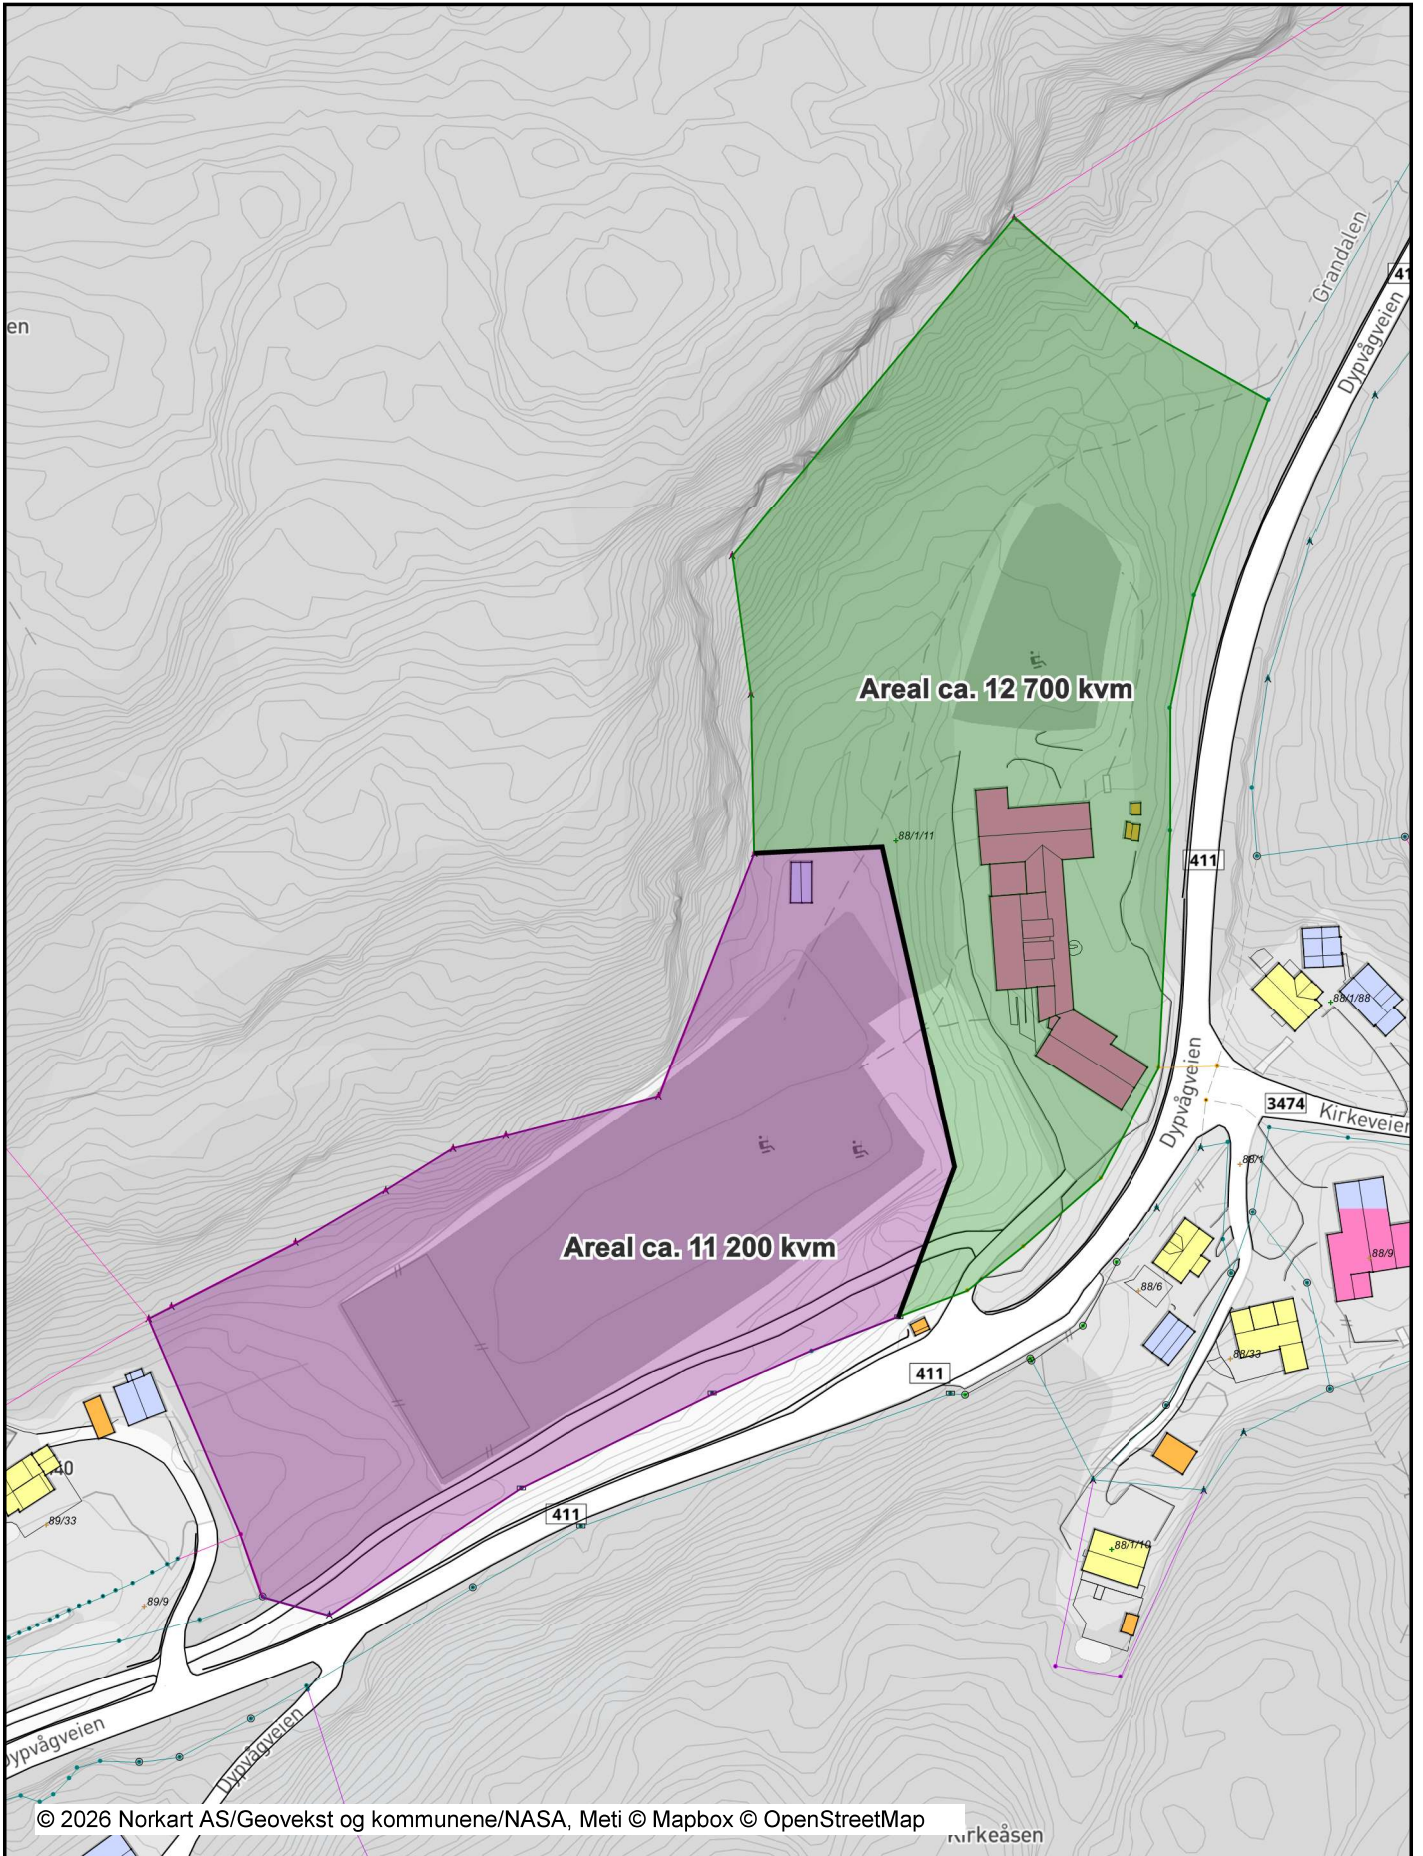 Grandalen
41
Dypvågveien
en
Areal ca. 12 700 kvm
88/1/11
411
88/1/88
Dypvågveien
3474
Kirkeveien
88/1
Areal ca. 11 200 kvm
88/9
88/6
88/33
411
40
411
89/33
88/1/10
89/9
Dypvågveien
Dypvågveien
© 2026 Norkart AS/Geovekst og kommunene/NASA, Meti © Mapbox © OpenStreetMap
Kirkeåsen